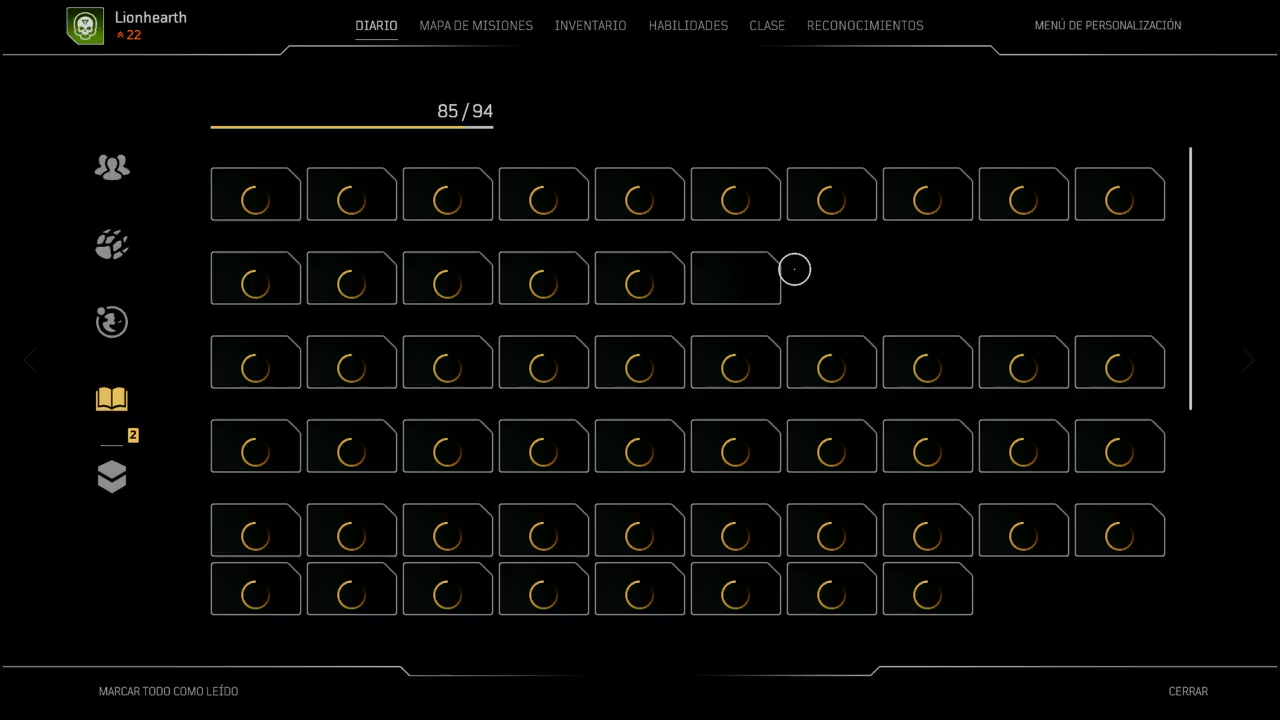 Lionhearth
22
DIARIO
MAPA DE MISIONES
INVENTARIO
HABILIDADES
CLASE
RECONOCIMIENTOS
MENÚ DE PERSONALIZACIÓN
85 / 94
2
MARCAR TODO COMO LEÍDO
CERRAR